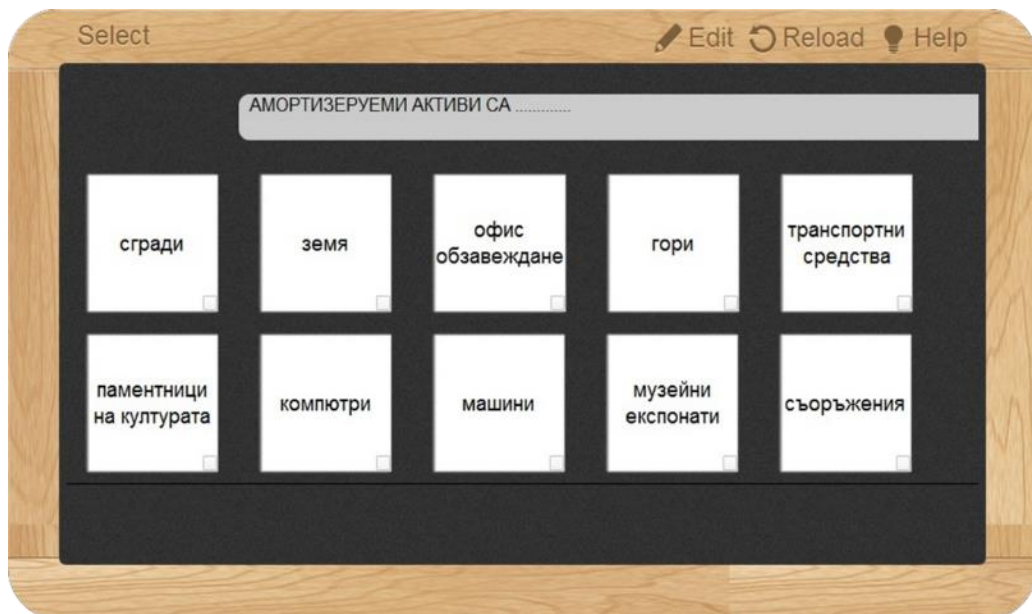 Select
Edit Reload Help
АМОРТИЗЕРУЕМИ АКТИВИ СА .............
сгради
земя
офис
обзавеждане
гори
транспортни
средства
паментници
на културата
компютри
машини
музейни
експонати
съоръжения